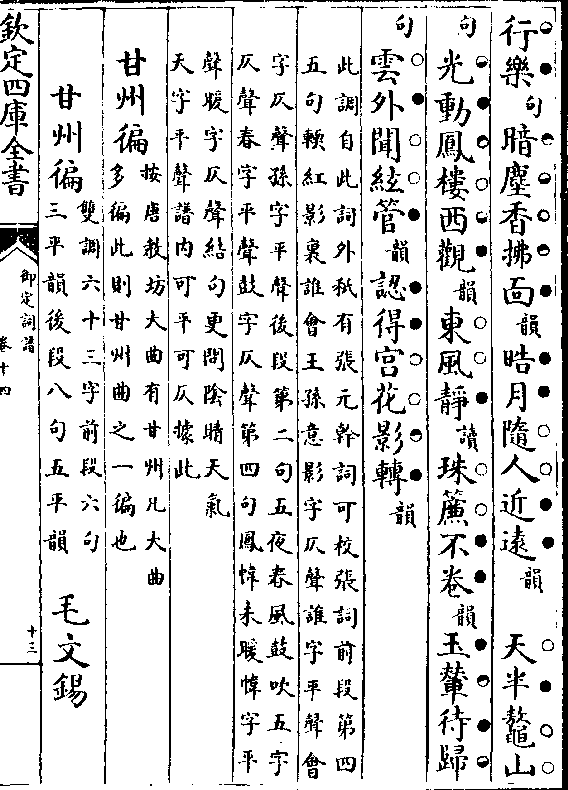 行樂句暗塵香拂面韻皓月隨人近遠韻 天半鼇山
句光動鳳樓西觀韻東風靜讀珠簾不卷韻玉輦待歸
句雲外聞絃管韻認得宮花影轉韻
此調自此詞外秖有張元幹詞可校張詞前段第四
五句輭紅影裏誰會王孫意影字仄聲誰字平聲會
字仄聲孫字平聲後段第二句五夜春風鼓吹五字
仄聲春字平聲鼓字仄聲第四句鳳幃未暖幃字平
聲暖字仄聲結句更問陰晴天氣
天字平聲譜內可平可仄據此
甘州徧按唐教坊大曲有甘州凡大曲
多徧此則甘州曲之一徧也
甘州徧雙調六十三字前段六句
三平韻後段八句五平韻 毛文錫
欽定四庫全書
御定詞譜
卷十四
十三